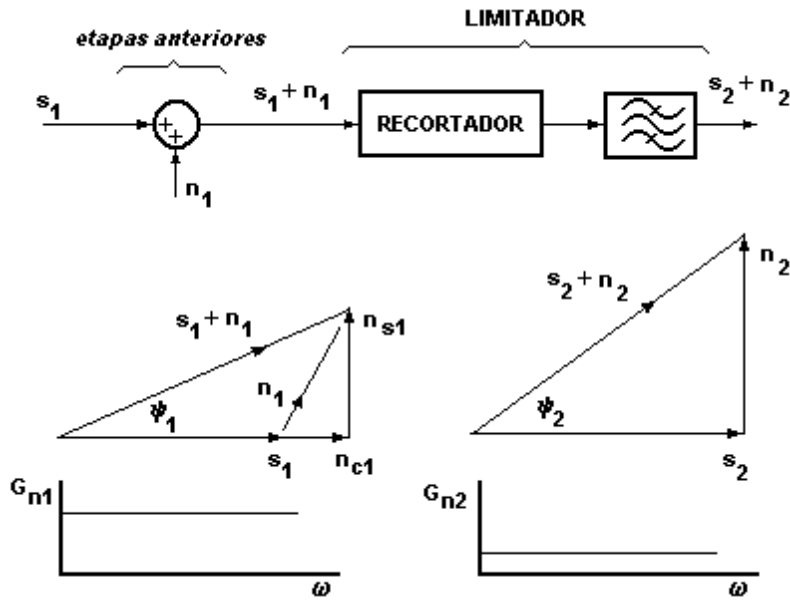 LIMITADOR
etapas anteriores
s1
s1 + n1
s2 + n2
RECORTADOR
+
+
n1
n2
s2 + n2
s1 + n1
ns1
n1
ψ1
ψ2
s1
nc1
s2
Gn1
Gn2
ω
ω